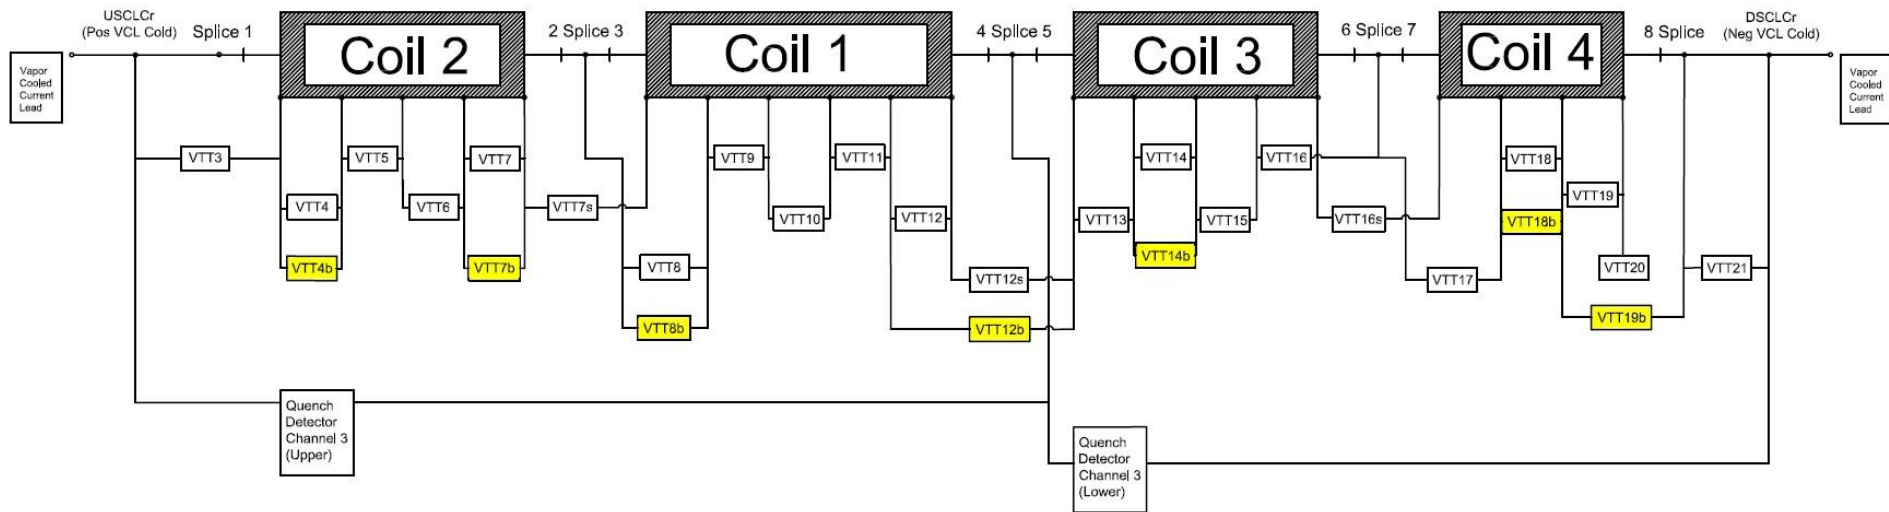 USCLCr
(Pos VCL Cold)
Splice 1
Coil 2
2 Splice 3
Coil 1
4 Splice 5
Coil 3
6 Splice 7
Coil 4
8 Splice
DSCLCr
(Neg VCL Cold)
Vapor
Cooled
Current
Lead
Vapor
Cooled
Current
Lead
VTT3
VTT5
VTT7
VTT9
VTT11
VTT14
VTT16
VTT18
VTT19
VTT4
VTT6
VTT7s
VTT10
VTT12
VTT13
VTT15
VTT16s
VTT18b
VTT4b
VTT7b
VTT8
VTT12s
VTT14b
VTT17
VTT20
VTT21
VTT8b
VTT12b
VTT19b
Quench
Detector
Channel 3
(Upper)
Quench
Detector
Channel 3
(Lower)